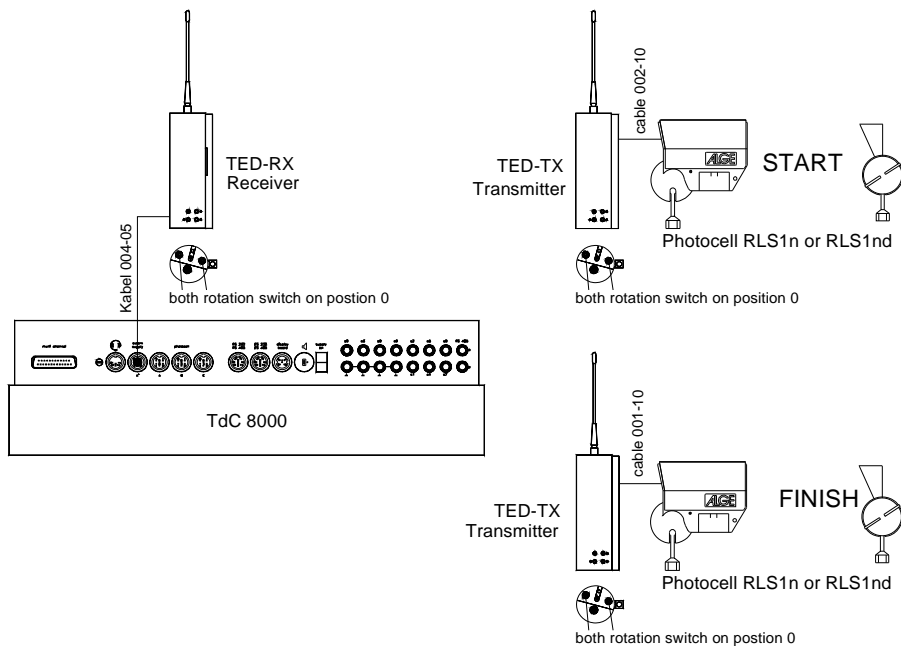 TED-RX
Receiver
Kabel 004-05
both rotation switch on postion 0
TdC 8000
TED-TX
Transmitter
cable 002-10
ALGE
START
Photocell RLS1n or RLS1nd
both rotation switch on position 0
TED-TX
Transmitter
cable 001-10
ALGE
FINISH
Photocell RLS1n or RLS1nd
both rotation switch on postion 0